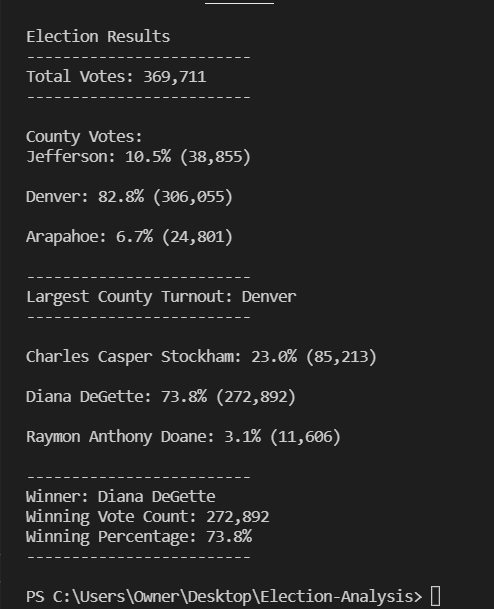 Election Results
-------------------------
Total Votes: 369,711
-------------------------
County Votes:
Jefferson: 10.5% (38,855)
Denver: 82.8% (306,055)
Arapahoe: 6.7% (24,801)
-------------------------
Largest County Turnout: Denver
-------------------------
Charles Casper Stockham: 23.0% (85,213)
Diana DeGette: 73.8% (272,892)
Raymon Anthony Doane: 3.1% (11,606)
-------------------------
Winner: Diana DeGette
Winning Vote Count: 272,892
Winning Percentage: 73.8%
-------------------------
PS C:\Users\Owner\Desktop\Election-Analysis>